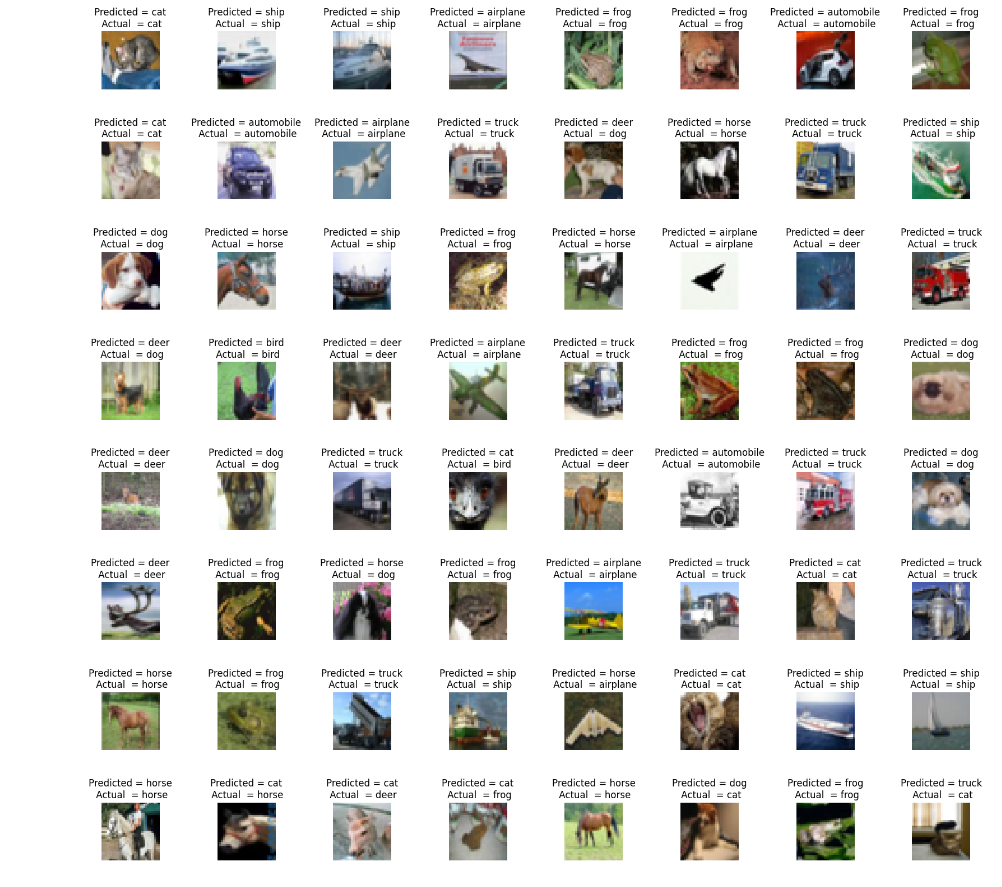 Predicted = cat
Actual = cat
Predicted = ship
Actual = ship
Predicted = ship
Actual = ship
Predicted = airplane
Actual = airplane
Predicted = frog
Actual = frog
Predicted = frog
Actual = frog
Predicted = automobile
Actual = automobile
Predicted = frog
Actual = frog
Predicted = cat
Actual = cat
Predicted = automobile
Actual = automobile
Predicted = airplane
Actual = airplane
Predicted = truck
Actual = truck
Predicted = deer
Actual = dog
Predicted = horse
Actual = horse
Predicted = truck
Actual = truck
Predicted = ship
Actual = ship
Predicted = dog
Actual = dog
Predicted = horse
Actual = horse
Predicted = ship
Actual = ship
Predicted = frog
Actual = frog
Predicted = horse
Actual = horse
Predicted = airplane
Actual = airplane
Predicted = deer
Actual = deer
Predicted = truck
Actual = truck
Predicted = deer
Actual = dog
Predicted = bird
Actual = bird
Predicted = deer
Actual = deer
Predicted = airplane
Actual = airplane
Predicted = truck
Actual = truck
Predicted = frog
Actual = frog
Predicted = frog
Actual = frog
Predicted = dog
Actual = dog
Predicted = deer
Actual = deer
Predicted = dog
Actual = dog
Predicted = truck
Actual = truck
Predicted = cat
Actual = bird
Predicted = deer
Actual = deer
Predicted = automobile
Actual = automobile
Predicted = truck
Actual = truck
Predicted = dog
Actual = dog
Predicted = deer
Actual = deer
Predicted = frog
Actual = frog
Predicted = horse
Actual = dog
Predicted = frog
Actual = frog
Predicted = airplane
Actual = airplane
Predicted = truck
Actual = truck
Predicted = cat
Actual = cat
Predicted = truck
Actual = truck
Predicted = horse
Actual = horse
Predicted = frog
Actual = frog
Predicted = truck
Actual = truck
Predicted = ship
Actual = ship
Predicted = horse
Actual = airplane
Predicted = cat
Actual = cat
Predicted = ship
Actual = ship
Predicted = ship
Actual = ship
Predicted = horse
Actual = horse
Predicted = cat
Actual = horse
Predicted = cat
Actual = deer
Predicted = cat
Actual = frog
Predicted = horse
Actual = horse
Predicted = dog
Actual = cat
Predicted = frog
Actual = frog
Predicted = truck
Actual = cat